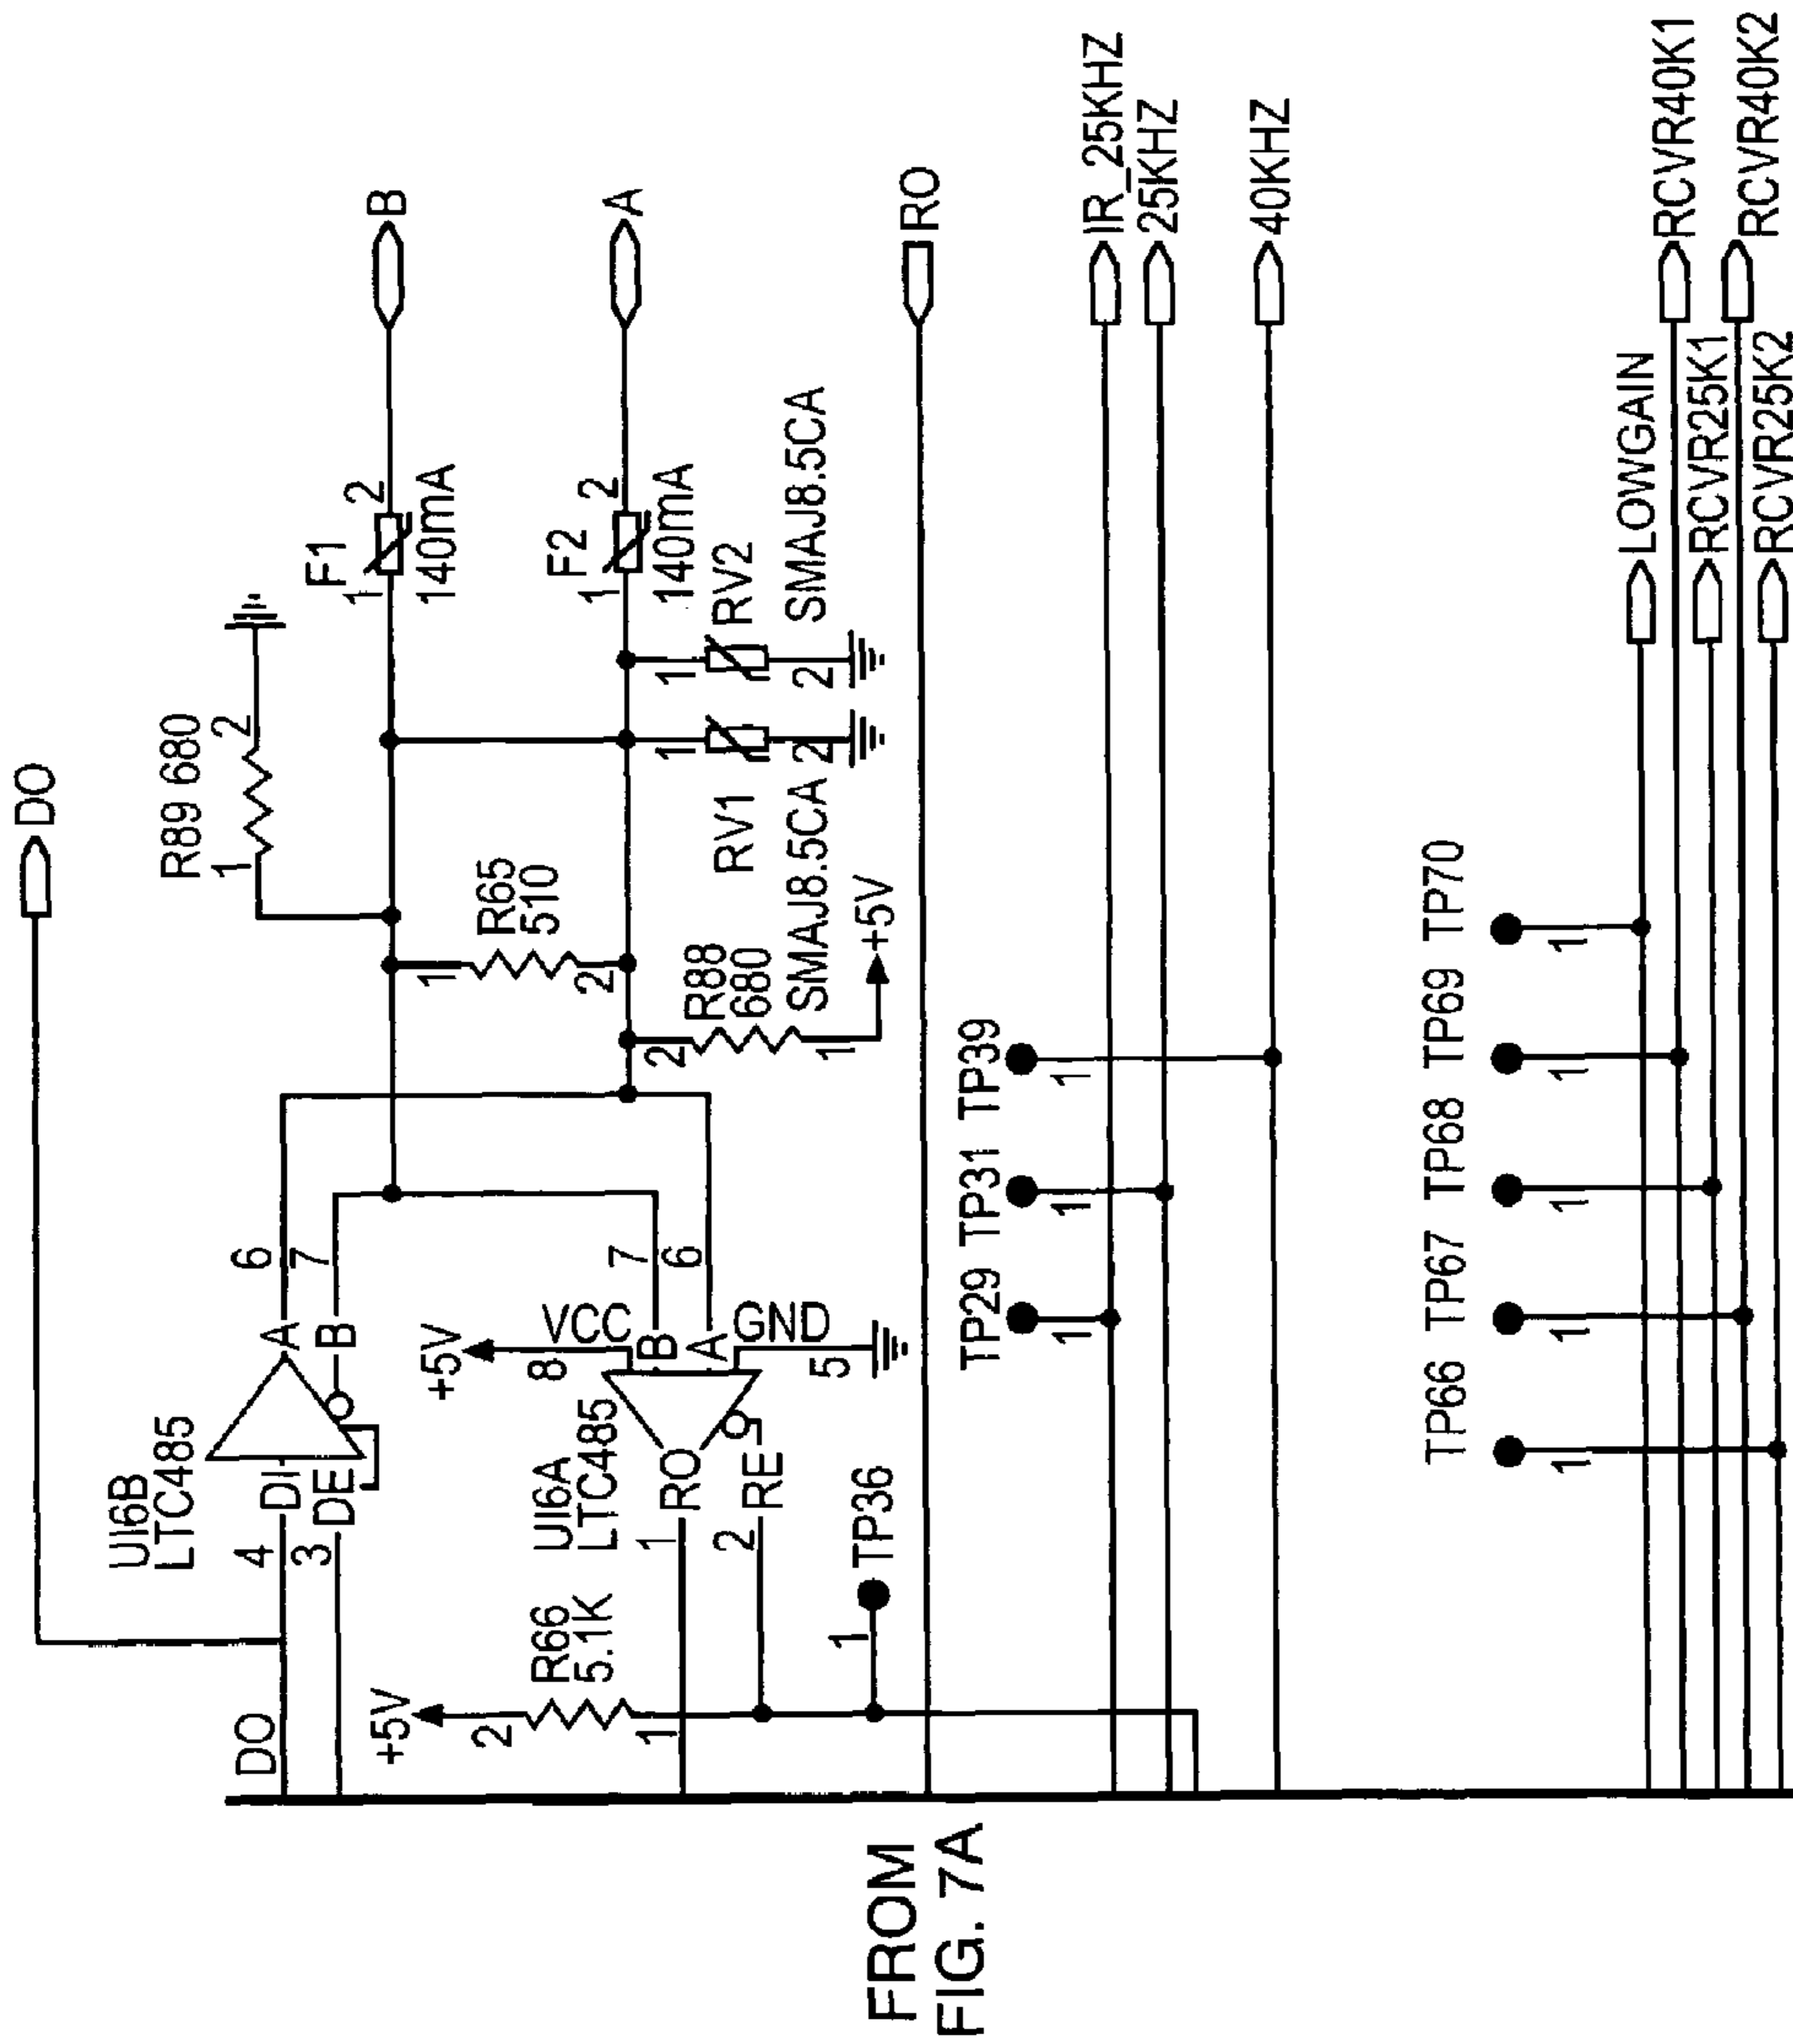 DO
R89 680
1
2
F1
1
2
140mA
B
R65
510
1
2
F2
1
2
140mA
A
RV2
SMAJ8.5CA
1
2
RV1
SMAJ8.5CA
1
2
R88
680
2
1
+5V
UI6B
LTC485
DO
4
3
DI
DE
A
B
6
7
+5V
VCC
8
B
A
7
6
GND
5
UI6A
LTC485
RO
RE
1
2
+5V
R66
5.1K
2
1
TP36
1
RO
TP29 TP31 TP39
1
1
1
IR_25KHZ
25KHZ
40KHZ
TP66 TP67 TP68 TP69 TP70
1
1
1
1
1
LOWGAIN
RCVR40K1
RCVR25K1
RCVR40K2
RCVR25K2
FROM
FIG. 7A